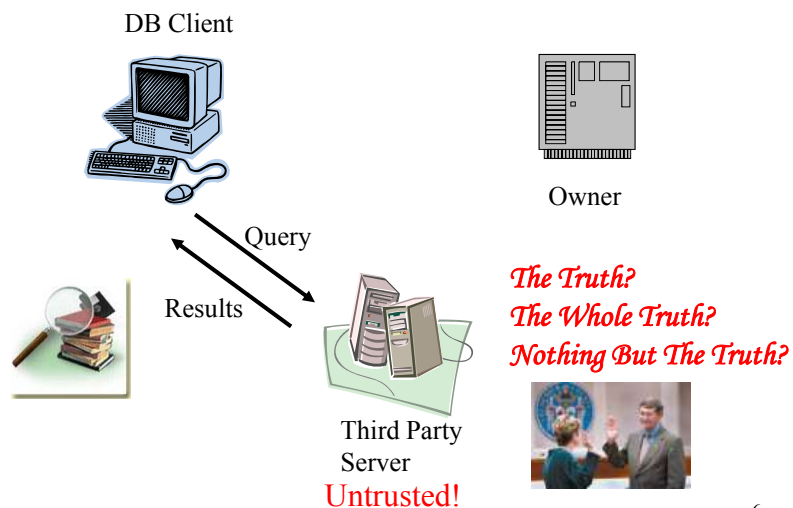 DB Client
Owner
Query
Results
The Truth?
The Whole Truth?
Nothing But The Truth?
Third Party
Server
Untrusted!